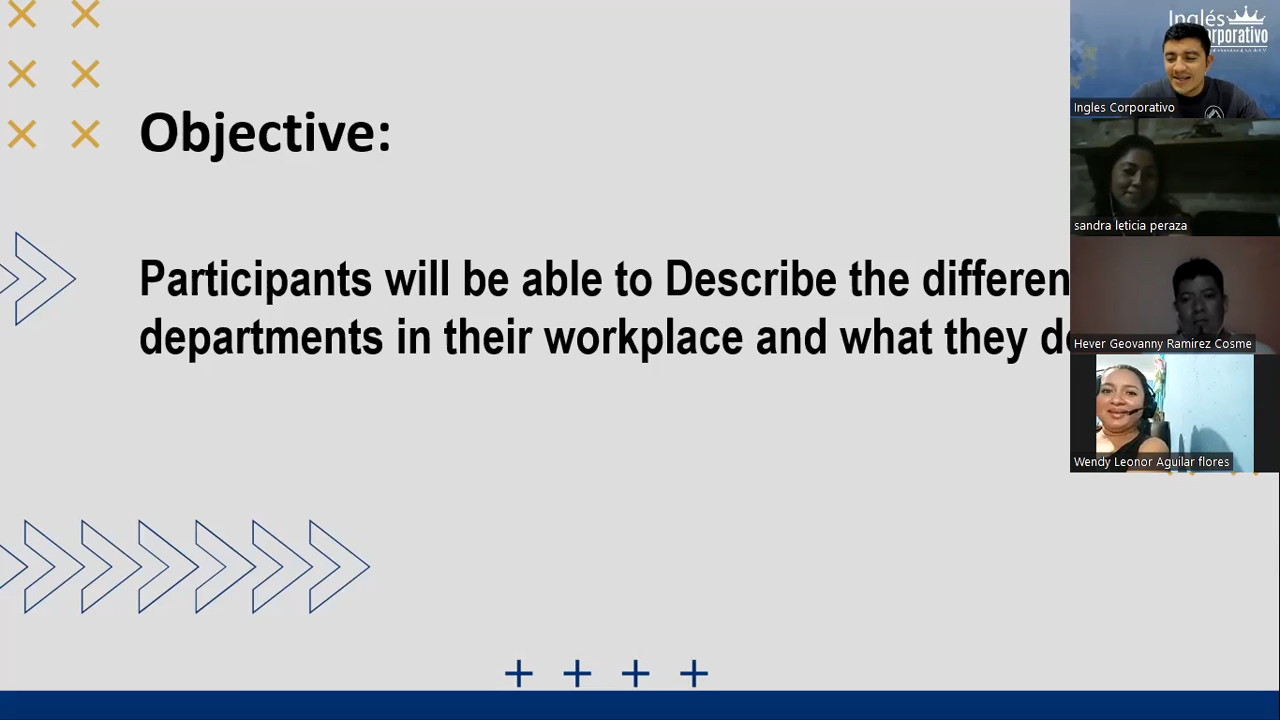 Objective:
Participants will be able to Describe the differen
departments in their workplace and what they d
Inglés
rporativo
Ingles Corporativo
sandra leticia peraza
Hever Geovanny Ramirez Cosme
Wendy Leonor Aguilar flores